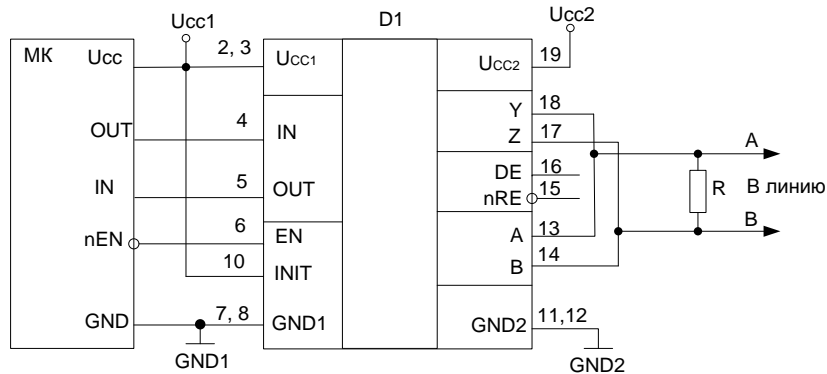 Ucc1
D1
Ucc2
МК
Ucc
2, 3
UCC1
UCC2
19
Y
18
OUT
4
IN
Z
17
A
DE
16
IN
5
OUT
nRE
15
R
В линию
nEN
6
EN
A
13
B
10
INIT
B
14
GND
7, 8
GND1
GND2
11,12
GND1
GND2